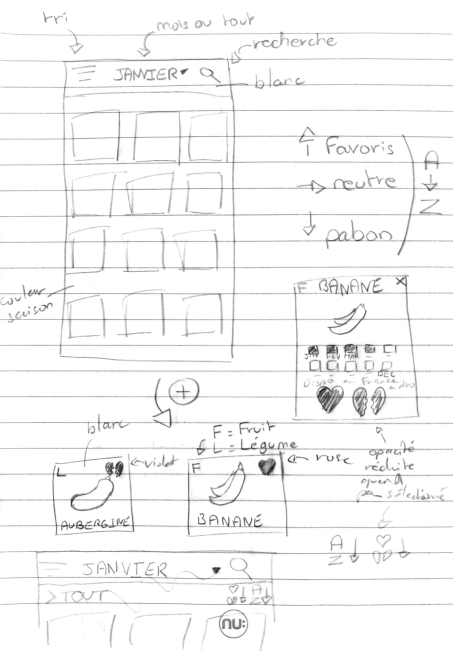 tri
mois ou tout
recherche
JANVIER
blanc
Favoris
neutre
pabon
A
Z
couleur
saison
F BANANE X
JAN FEV MAR
DEC
Dispo en France
+
blanc
F = Fruit
L = Légume
violet
rose
L
AUBERGINE
F
BANANE
opacité
réduite
quand
pas sélectionné
A
Z
JANVIER
> TOUT
A
Z
nu: